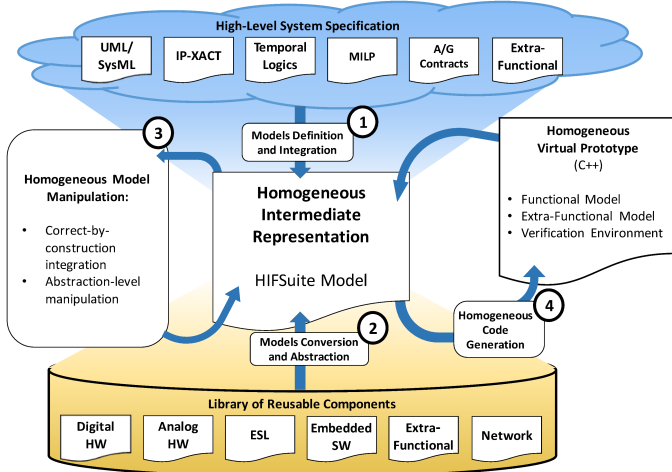 High-Level System Specification
UML/
SysML
IP-XACT
Temporal
Logics
MILP
A/G
Contracts
Extra-
Functional
1
Models Definition
and Integration
3
Homogeneous Model
Manipulation:
• Correct-by-
construction
integration
• Abstraction-level
manipulation
Homogeneous
Intermediate
Representation
HIFSuite Model
Homogeneous
Virtual Prototype
(C++)
• Functional Model
• Extra-Functional Model
• Verification Environment
4
Homogeneous
Code
Generation
2
Models Conversion
and Abstraction
Library of Reusable Components
Digital
HW
Analog
HW
ESL
Embedded
SW
Extra-
Functional
Network